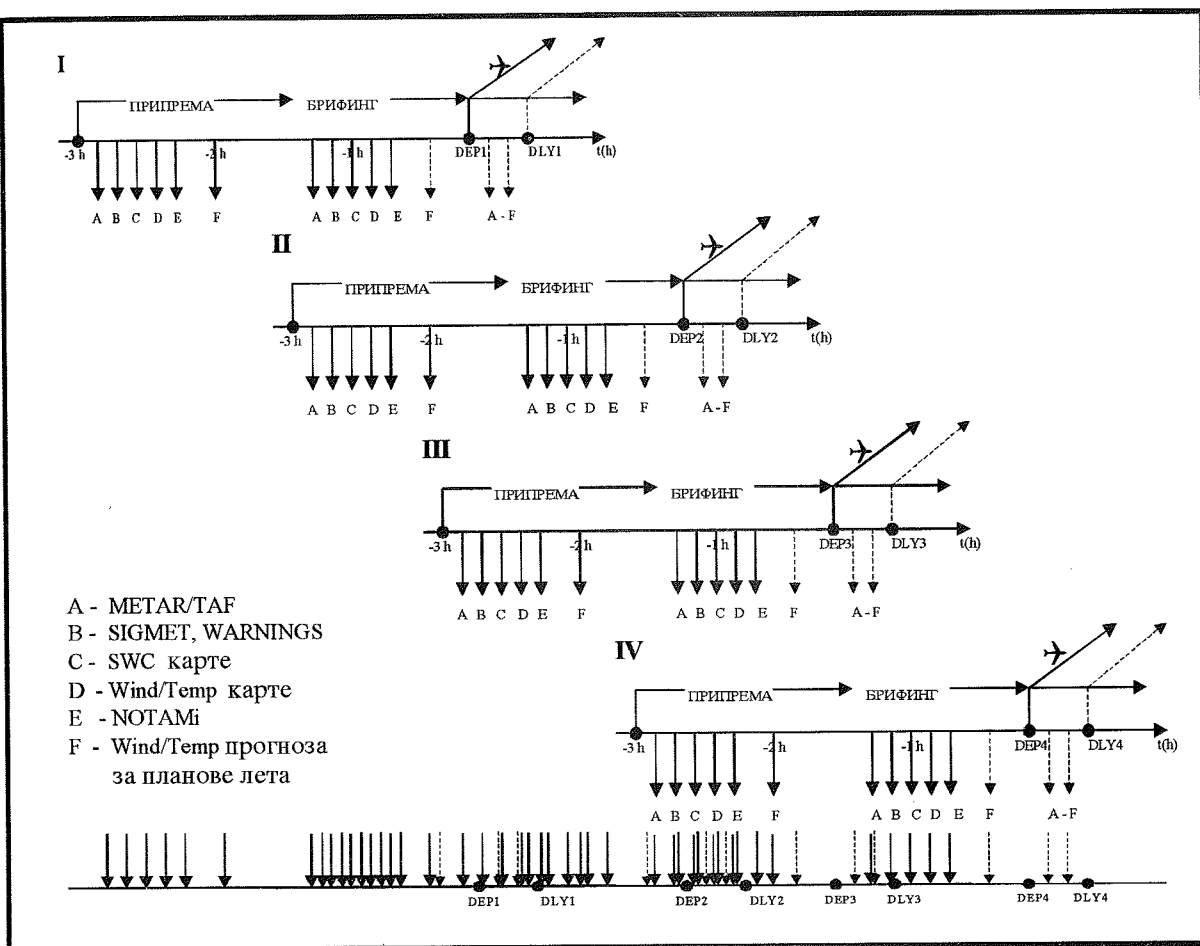 I
ПРИПРЕМА БРИФИНГ
-3 h -2 h -1 h DEP1 DLY1 t(h)
A B C D E F A B C D E F A - F
II
ПРИПРЕМА БРИФИНГ
-3 h -2 h -1 h DEP2 DLY2 t(h)
A B C D E F A B C D E F A - F
III
ПРИПРЕМА БРИФИНГ
-3 h -2 h -1 h DEP3 DLY3 t(h)
A B C D E F A B C D E F A - F
A - METAR/TAF
B - SIGMET, WARNINGS
C - SWC карте
D - Wind/Temp карте
E - NOTAMi
F - Wind/Temp прогноза
за планове лета
IV
ПРИПРЕМА БРИФИНГ
-3 h -2 h -1 h DEP4 DLY4 t(h)
A B C D E F A B C D E F A - F
DEP1 DLY1 DEP2 DLY2 DEP3 DLY3 DEP4 DLY4